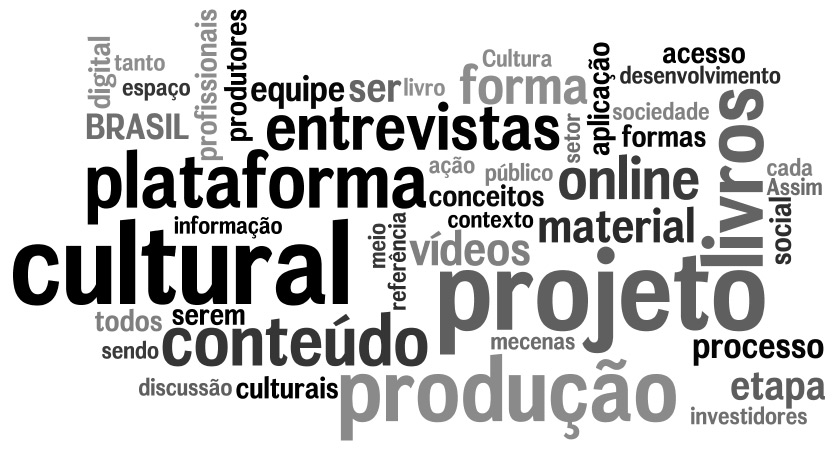 digital
tanto
espaço
BRASIL
profissionais
produtores
equipe
ser
livro
Cultura
forma
entrevistas
setor
aplicação
acesso
desenvolvimento
sociedade
formas
livros
cada
Assim
social
plataforma
ação
público
conceitos
contexto
online
material
informação
cultural
meio
referência
vídeos
projeto
todos
serem
sendo
conteúdo
mecenas
processo
discussão
culturais
produção
etapa
investidores